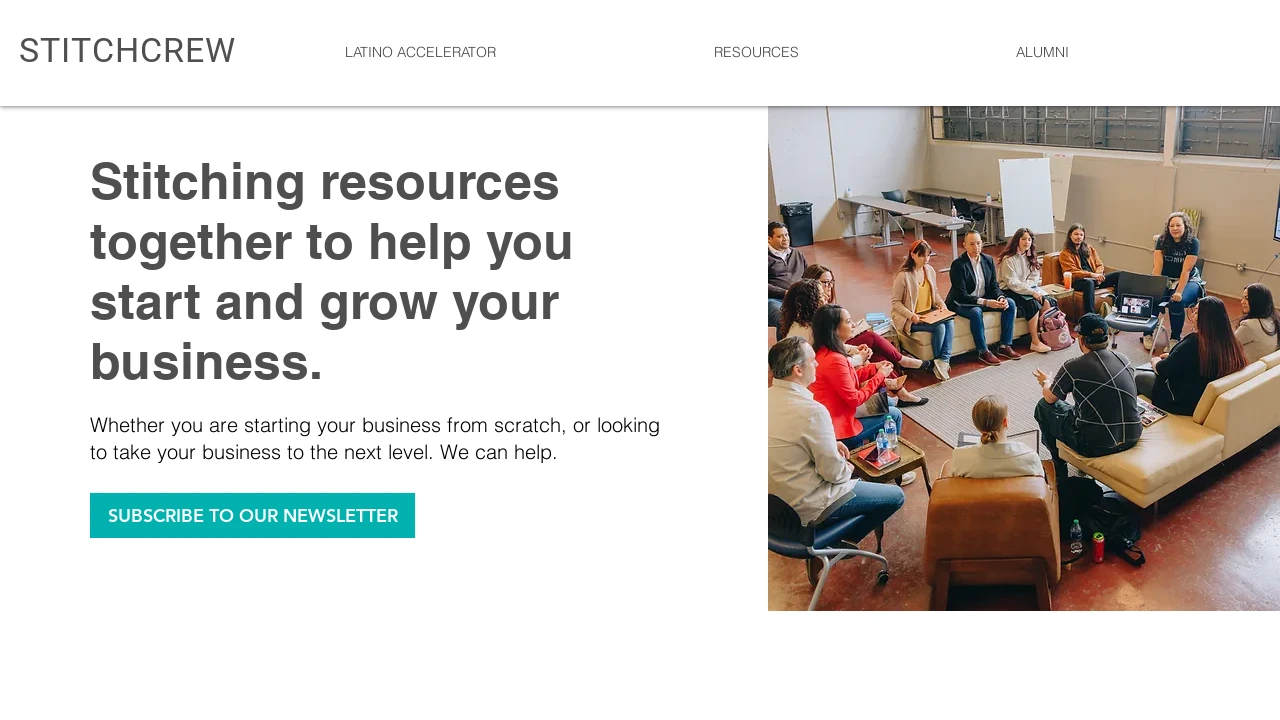 STITCHCREW
LATINO ACCELERATOR
RESOURCES
ALUMNI
Stitching resources
together to help you
start and grow your
business.
Whether you are starting your business from scratch, or looking
to take your business to the next level. We can help.
SUBSCRIBE TO OUR NEWSLETTER